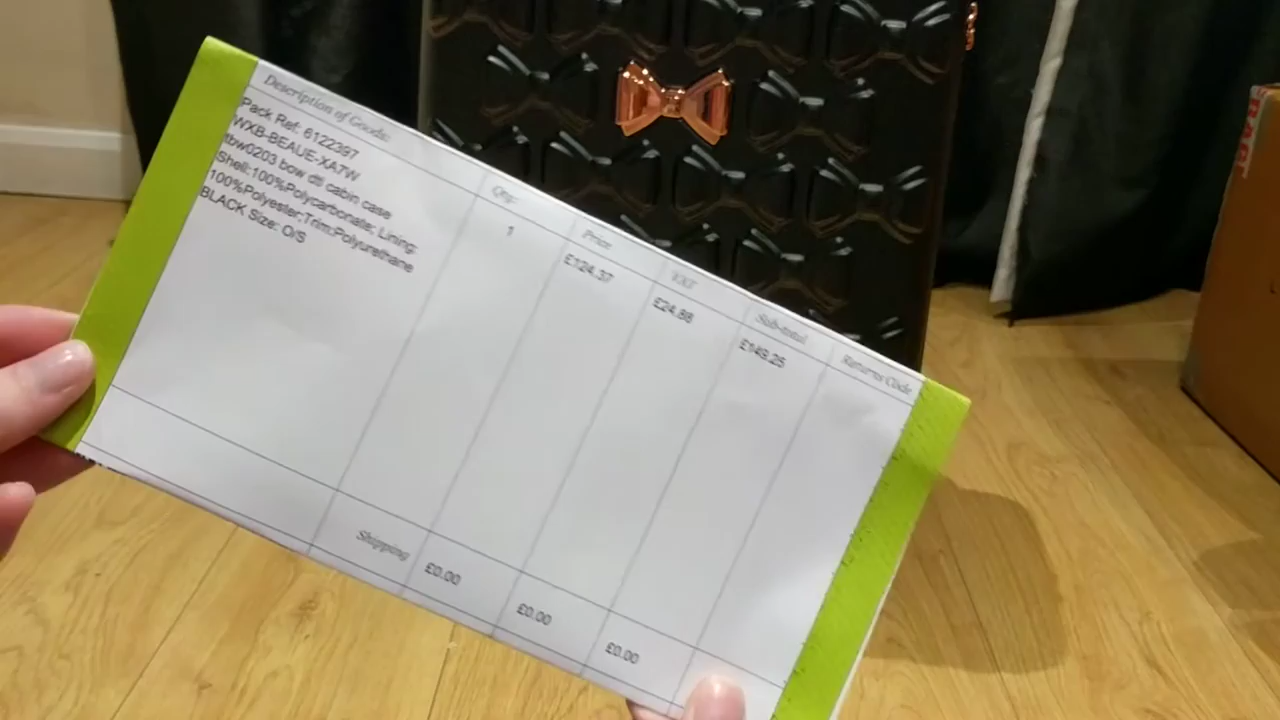 Description of Goods:
Qty:
Price
VAT
Sub-total
Returns Code
Pack Ref: 6122397
WXB-BEAUE-XA7W
tbw0203 bow dtl cabin case
Shell:100%Polycarbonate; Lining:
100%Polyester;Trim:Polyurethane
BLACK Size: O/S
1
£124.37
£24.88
£149.25
Shipping
£0.00
£0.00
£0.00